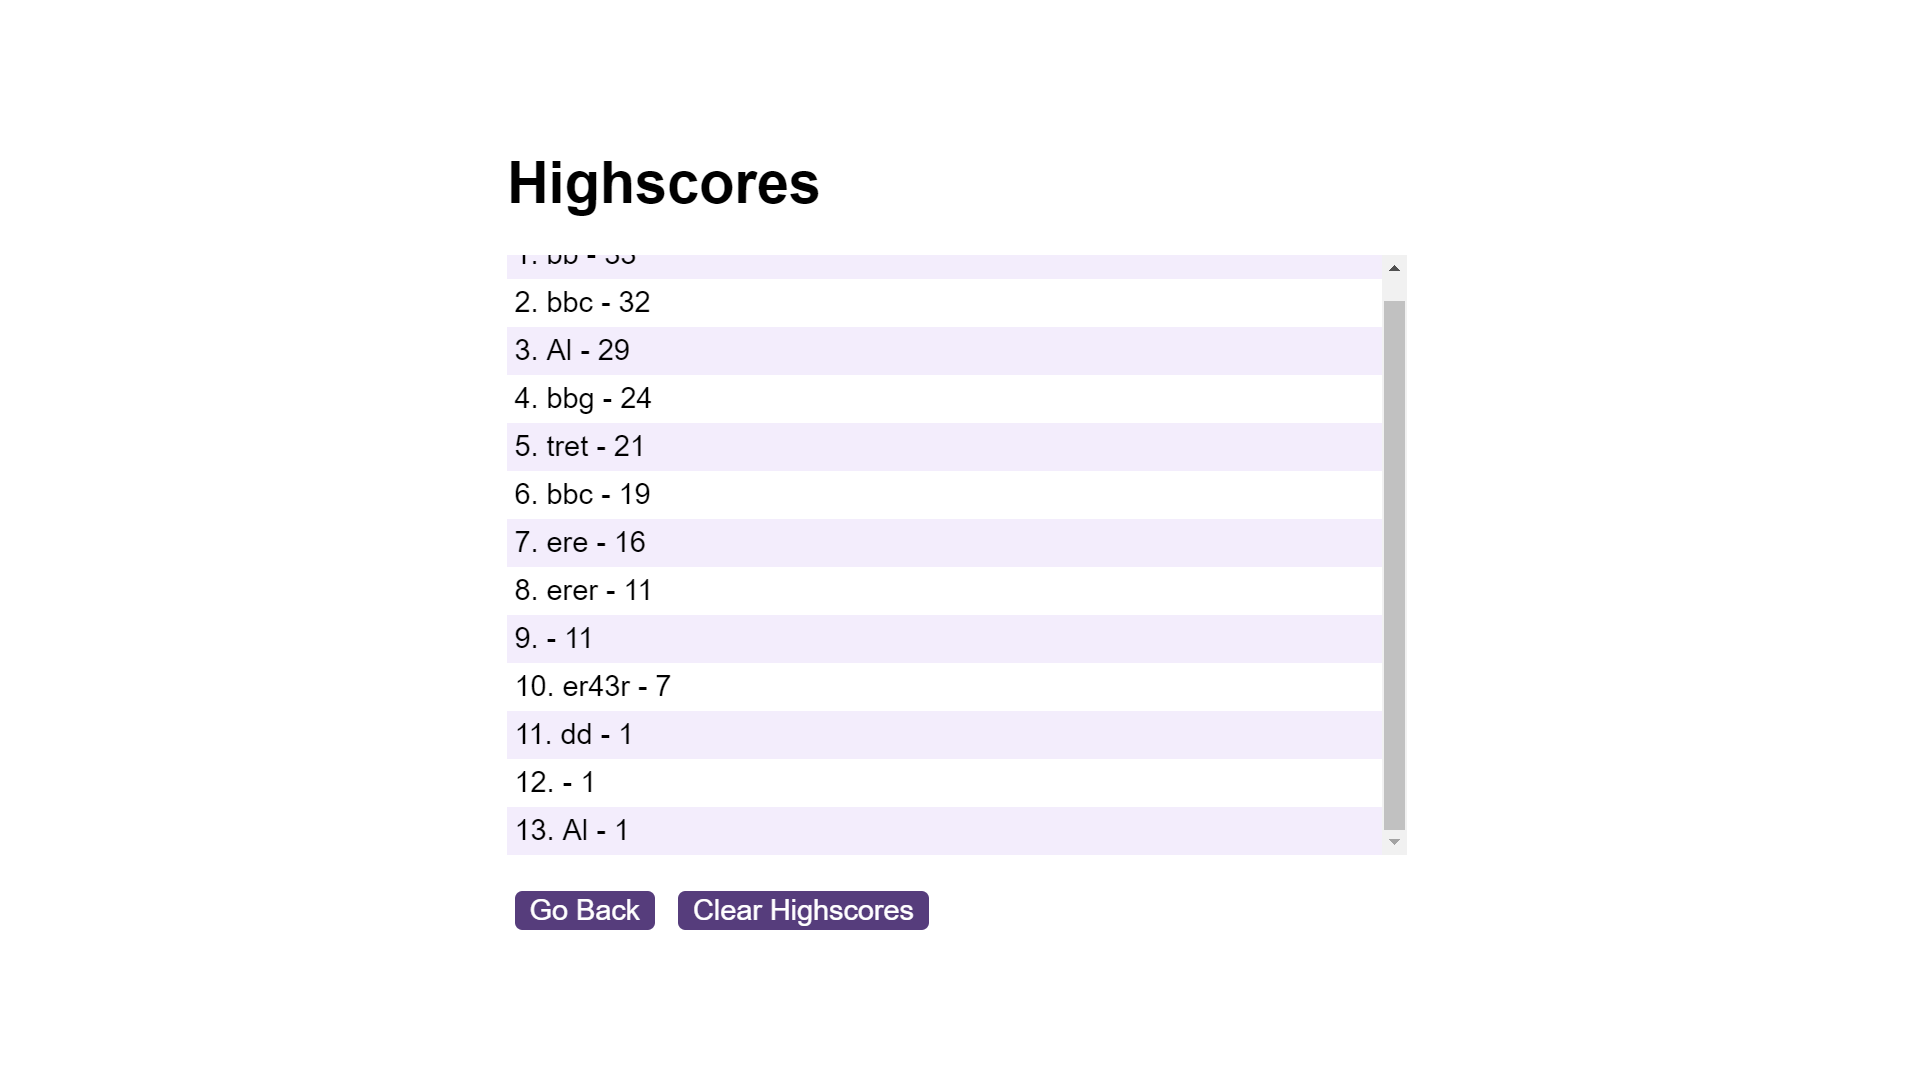 Highscores
1. bb - 33
2. bbc - 32
3. Al - 29
4. bbg - 24
5. tret - 21
6. bbc - 19
7. ere - 16
8. erer - 11
9. - 11
10. er43r - 7
11. dd - 1
12. - 1
13. Al - 1
Go Back Clear Highscores